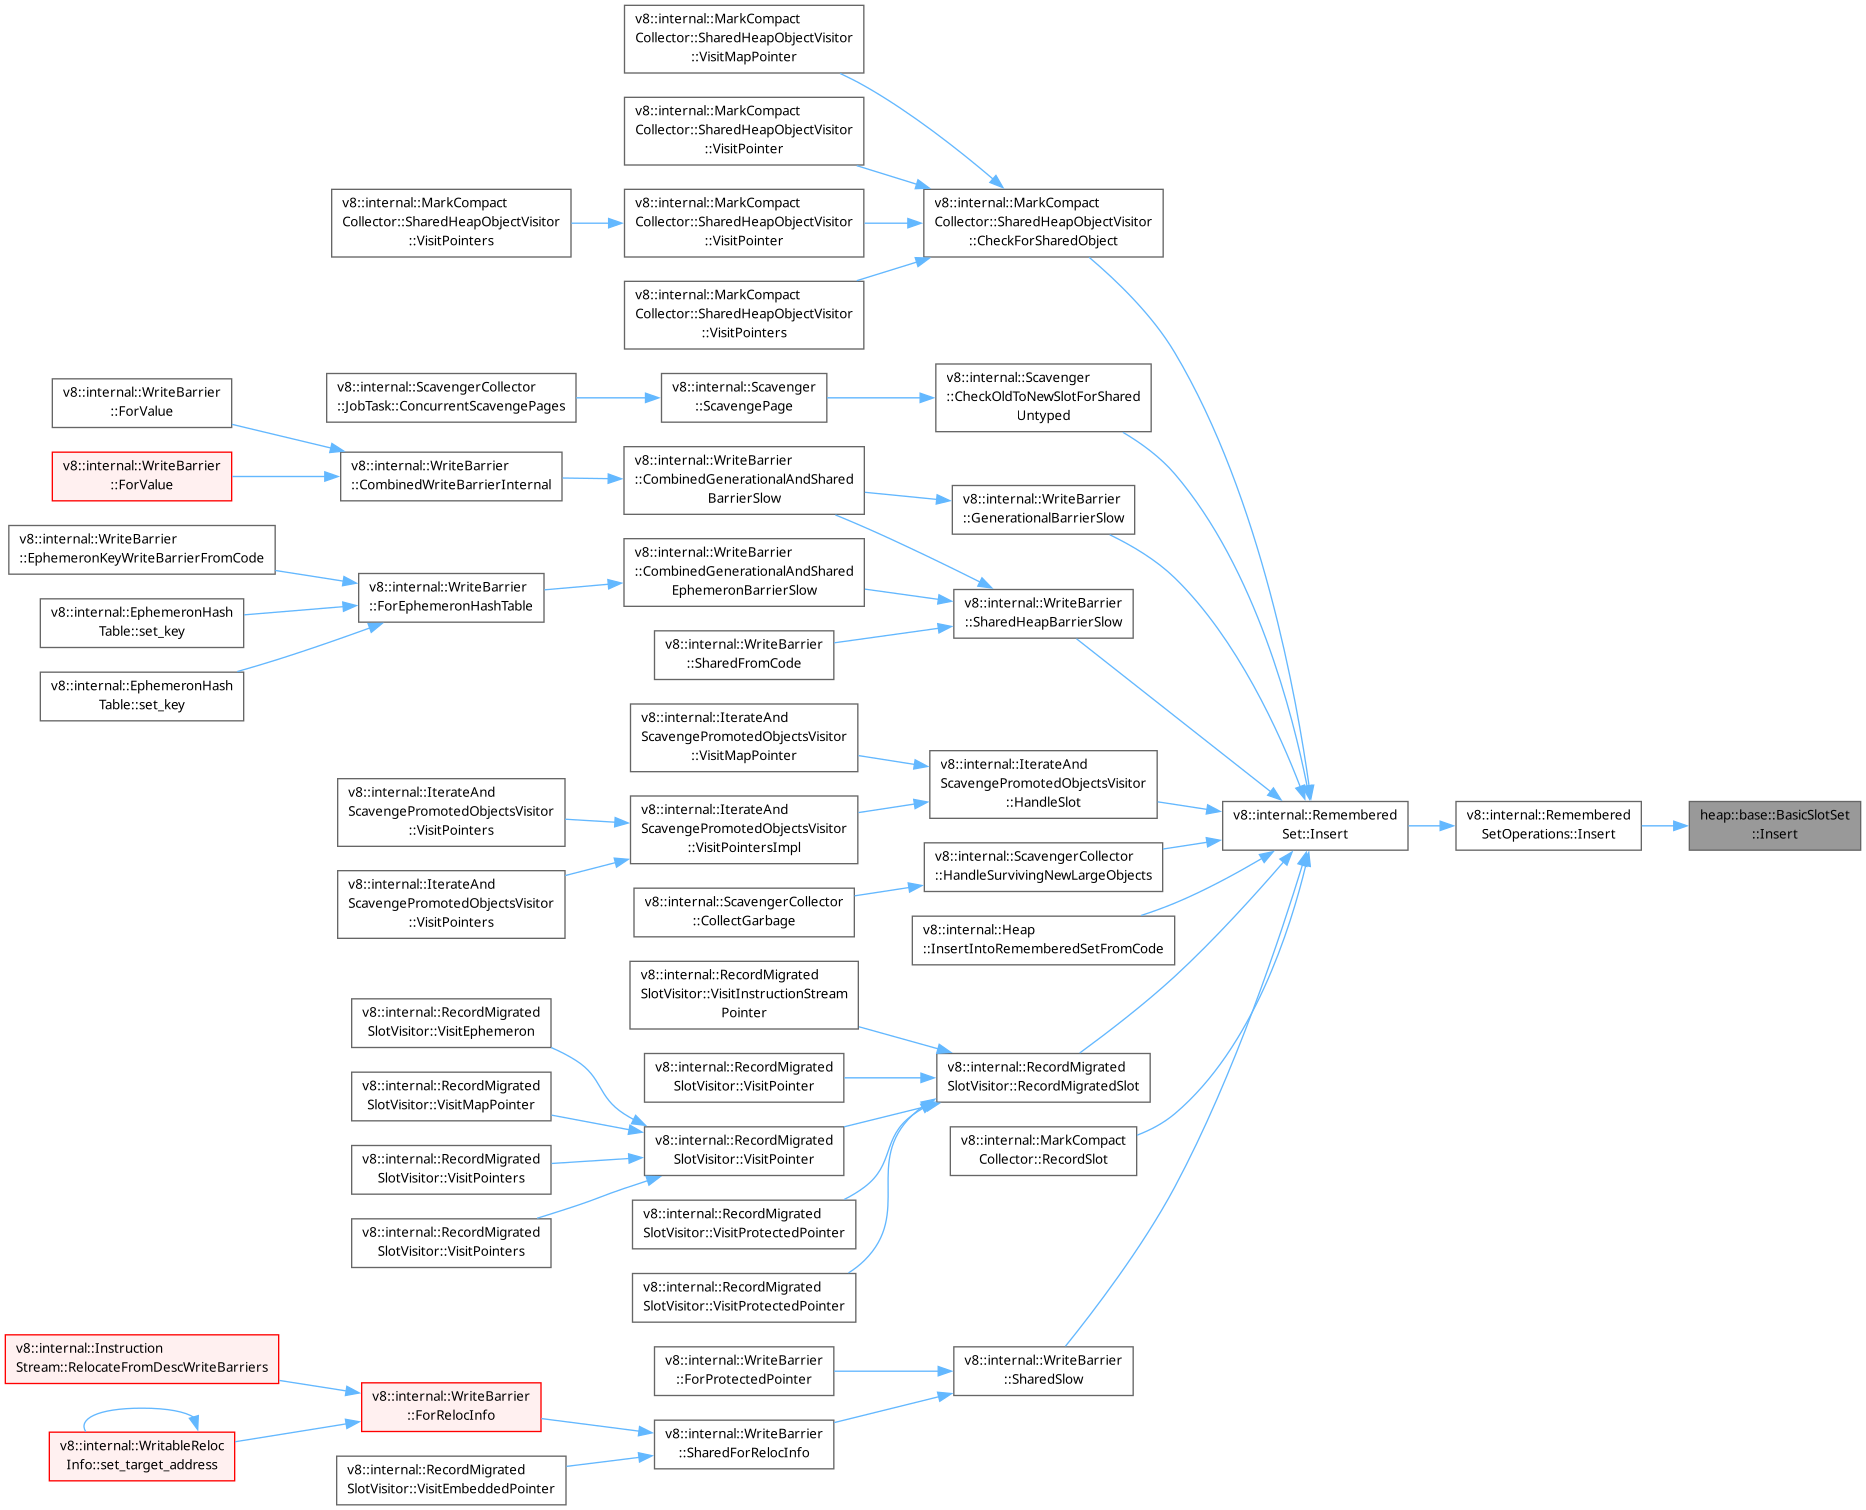 v8::internal::MarkCompact
Collector::SharedHeapObjectVisitor
::VisitMapPointer
v8::internal::MarkCompact
Collector::SharedHeapObjectVisitor
::VisitPointer
v8::internal::MarkCompact
Collector::SharedHeapObjectVisitor
::VisitPointers
v8::internal::MarkCompact
Collector::SharedHeapObjectVisitor
::VisitPointer
v8::internal::MarkCompact
Collector::SharedHeapObjectVisitor
::CheckForSharedObject
v8::internal::MarkCompact
Collector::SharedHeapObjectVisitor
::VisitPointers
v8::internal::WriteBarrier
::ForValue
v8::internal::ScavengerCollector
::JobTask::ConcurrentScavengePages
v8::internal::Scavenger
::ScavengePage
v8::internal::Scavenger
::CheckOldToNewSlotForShared
Untyped
v8::internal::WriteBarrier
::ForValue
v8::internal::WriteBarrier
::CombinedWriteBarrierInternal
v8::internal::WriteBarrier
::CombinedGenerationalAndShared
BarrierSlow
v8::internal::WriteBarrier
::GenerationalBarrierSlow
v8::internal::WriteBarrier
::EphemeronKeyWriteBarrierFromCode
v8::internal::WriteBarrier
::ForEphemeronHashTable
v8::internal::WriteBarrier
::CombinedGenerationalAndShared
EphemeronBarrierSlow
v8::internal::WriteBarrier
::SharedHeapBarrierSlow
v8::internal::EphemeronHash
Table::set_key
v8::internal::WriteBarrier
::SharedFromCode
v8::internal::EphemeronHash
Table::set_key
v8::internal::IterateAnd
ScavengePromotedObjectsVisitor
::VisitMapPointer
v8::internal::IterateAnd
ScavengePromotedObjectsVisitor
::HandleSlot
v8::internal::IterateAnd
ScavengePromotedObjectsVisitor
::VisitPointers
v8::internal::IterateAnd
ScavengePromotedObjectsVisitor
::VisitPointersImpl
v8::internal::Remembered
Set::Insert
v8::internal::Remembered
SetOperations::Insert
heap::base::BasicSlotSet
::Insert
v8::internal::ScavengerCollector
::HandleSurvivingNewLargeObjects
v8::internal::IterateAnd
ScavengePromotedObjectsVisitor
::VisitPointers
v8::internal::ScavengerCollector
::CollectGarbage
v8::internal::Heap
::InsertIntoRememberedSetFromCode
v8::internal::RecordMigrated
SlotVisitor::VisitInstructionStream
Pointer
v8::internal::RecordMigrated
SlotVisitor::VisitEphemeron
v8::internal::RecordMigrated
SlotVisitor::VisitPointer
v8::internal::RecordMigrated
SlotVisitor::RecordMigratedSlot
v8::internal::RecordMigrated
SlotVisitor::VisitMapPointer
v8::internal::RecordMigrated
SlotVisitor::VisitPointer
v8::internal::MarkCompact
Collector::RecordSlot
v8::internal::RecordMigrated
SlotVisitor::VisitPointers
v8::internal::RecordMigrated
SlotVisitor::VisitProtectedPointer
v8::internal::RecordMigrated
SlotVisitor::VisitPointers
v8::internal::RecordMigrated
SlotVisitor::VisitProtectedPointer
v8::internal::Instruction
Stream::RelocateFromDescWriteBarriers
v8::internal::WriteBarrier
::ForProtectedPointer
v8::internal::WriteBarrier
::SharedSlow
v8::internal::WriteBarrier
::ForRelocInfo
v8::internal::WritableReloc
Info::set_target_address
v8::internal::WriteBarrier
::SharedForRelocInfo
v8::internal::RecordMigrated
SlotVisitor::VisitEmbeddedPointer